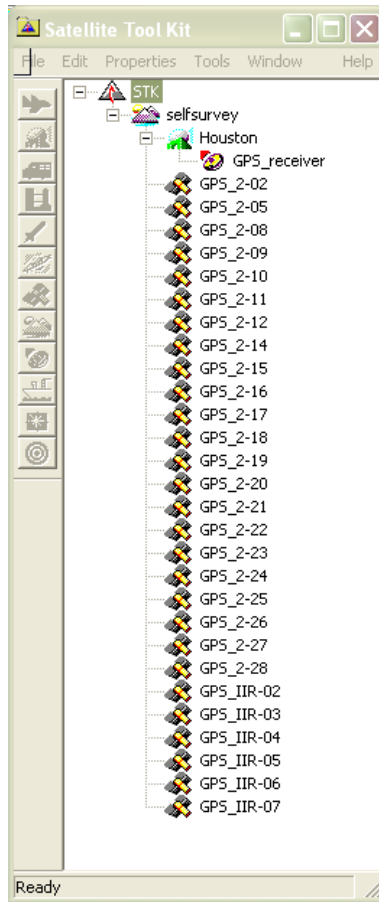 Satellite Tool Kit
File Edit Properties Tools Window Help
STK
selfsurvey
Houston
GPS_receiver
GPS_2-02
GPS_2-05
GPS_2-08
GPS_2-09
GPS_2-10
GPS_2-11
GPS_2-12
GPS_2-14
GPS_2-15
GPS_2-16
GPS_2-17
GPS_2-18
GPS_2-19
GPS_2-20
GPS_2-21
GPS_2-22
GPS_2-23
GPS_2-24
GPS_2-25
GPS_2-26
GPS_2-27
GPS_2-28
GPS_IIR-02
GPS_IIR-03
GPS_IIR-04
GPS_IIR-05
GPS_IIR-06
GPS_IIR-07
Ready